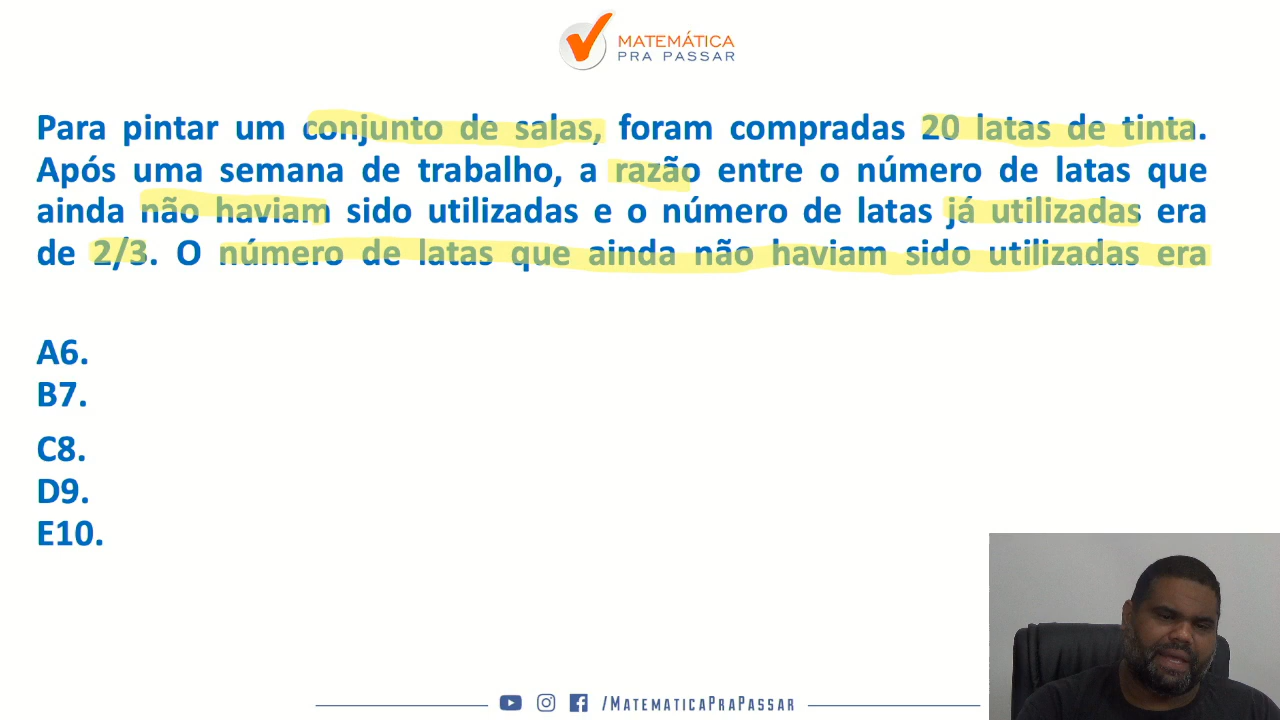 MATEMÁTICA
PRA PASSAR
Para pintar um conjunto de salas, foram compradas 20 latas de tinta.
Após uma semana de trabalho, a razão entre o número de latas que
ainda não haviam sido utilizadas e o número de latas já utilizadas era
de 2/3. O número de latas que ainda não haviam sido utilizadas era
A6.
B7.
C8.
D9.
E10.
/MATEMATICAPRAPASSAR